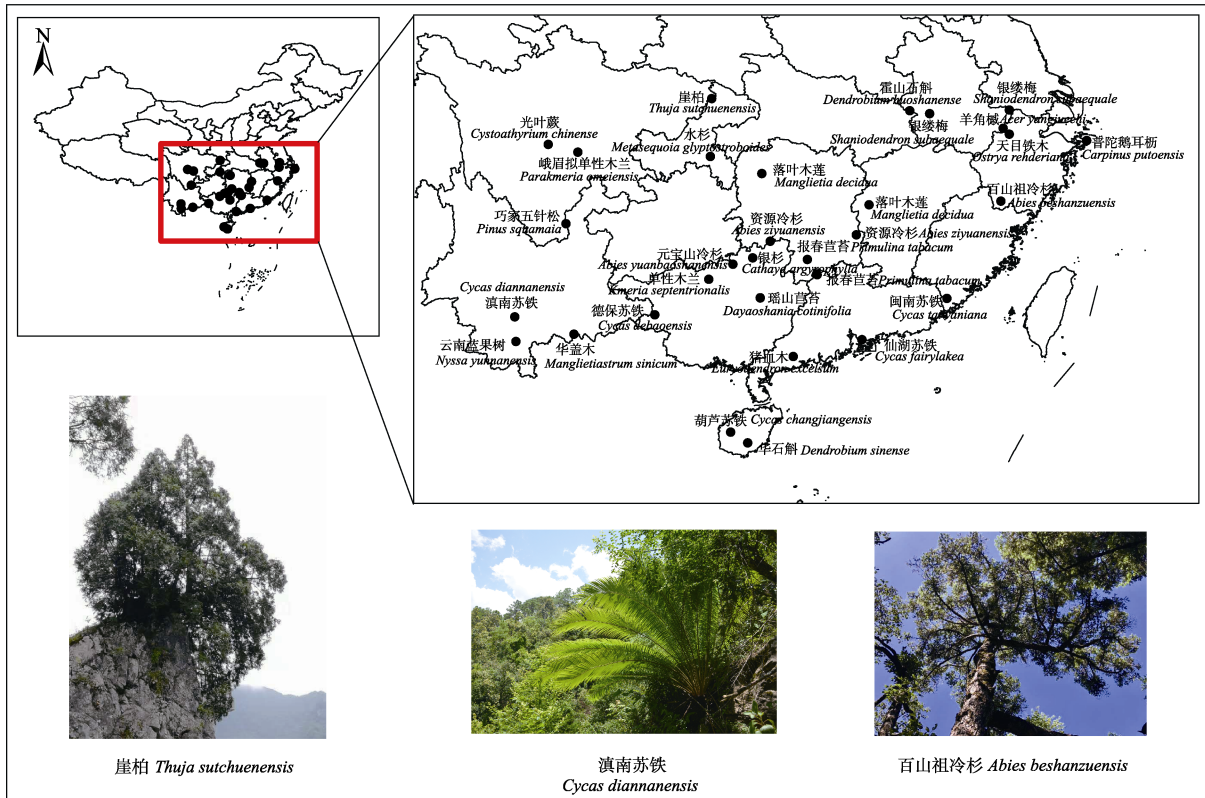 N
崖柏
Thuja sutchuenensis
霍山石斛
Dendrobium huoshanense
银缕梅
Shaniodendron subaequale
银缕梅
Shaniodendron subaequale
羊角槭 Acer yangjuechi
天目铁木
Ostrya renderiana
普陀鹅耳枥
Carpinus putoensis
光叶蕨
Cystoathyrium chinense
水杉
Metasequoia glyptostroboides
峨眉拟单性木兰
Parakmeria omeiensis
落叶木莲
Manglietia decidua
百山祖冷杉
Abies beshanzuensis
落叶木莲
Manglietia decidua
巧家五针松
Pinus squamaia
资源冷杉
Abies ziyuanensis
资源冷杉 Abies ziyuanensis
报春苣苔 Primulina tabacum
元宝山冷杉
Abies yuanbaoshanensis
银杉
Cathaya argyrophylla
单性木兰
Kmeria septentrionalis
报春苣苔 Primulina tabacum
Cycas diannanensis
滇南苏铁
德保苏铁
Cycas debaoensis
瑶山苣苔
Dayaoshania cotinifolia
闽南苏铁
Cycas taiwaniana
云南蓝果树
Nyssa yunnanensis
华盖木
Manglietiastrum sinicum
猪血木
Euryodendron excelsum
仙湖苏铁
Cycas fairylakea
葫芦苏铁 Cycas changjiangensis
华石斛 Dendrobium sinense
崖柏 Thuja sutchuenensis
滇南苏铁
Cycas diannanensis
百山祖冷杉 Abies beshanzuensis